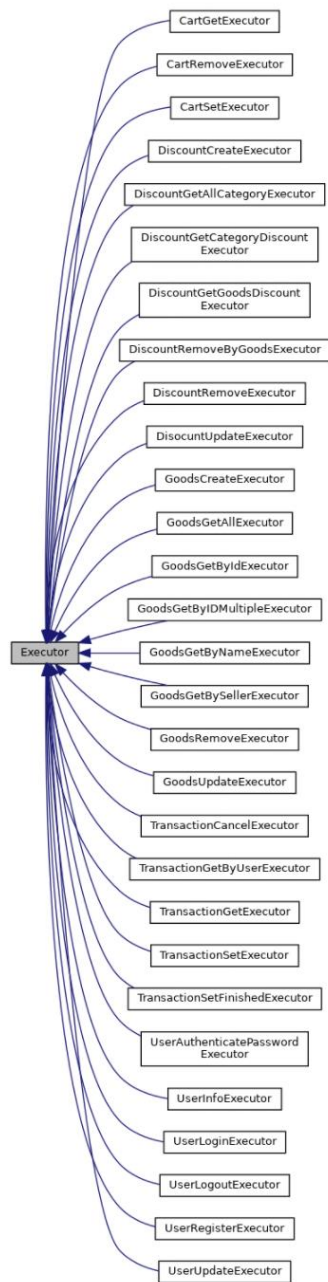 CartGetExecutor
CartRemoveExecutor
CartSetExecutor
DiscountCreateExecutor
DiscountGetAllCategoryExecutor
DiscountGetCategoryDiscount
Executor
DiscountGetGoodsDiscount
Executor
DiscountRemoveByGoodsExecutor
DiscountRemoveExecutor
DisocuntUpdateExecutor
GoodsCreateExecutor
GoodsGetAllExecutor
GoodsGetByIdExecutor
GoodsGetByIDMultipleExecutor
Executor
GoodsGetByNameExecutor
GoodsGetBySellerExecutor
GoodsRemoveExecutor
GoodsUpdateExecutor
TransactionCancelExecutor
TransactionGetByUserExecutor
TransactionGetExecutor
TransactionSetExecutor
TransactionSetFinishedExecutor
UserAuthenticatePassword
Executor
UserInfoExecutor
UserLoginExecutor
UserLogoutExecutor
UserRegisterExecutor
UserUpdateExecutor